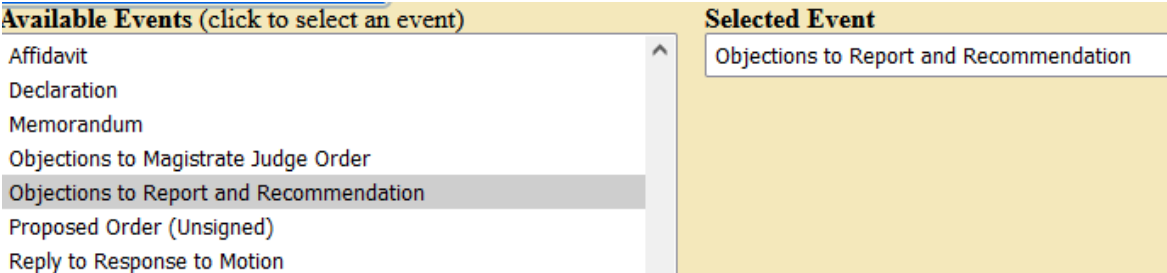 Available Events (click to select an event)
Affidavit
Declaration
Memorandum
Objections to Magistrate Judge Order
Objections to Report and Recommendation
Proposed Order (Unsigned)
Reply to Response to Motion
Selected Event
Objections to Report and Recommendation